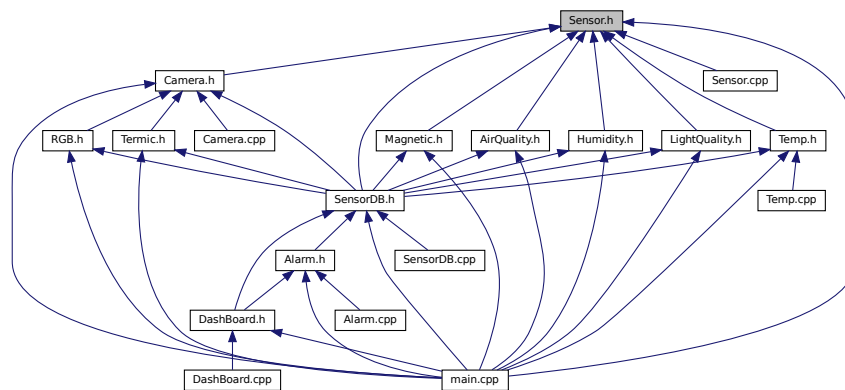 Sensor.h
Camera.h
Sensor.cpp
RGB.h
Termic.h
Camera.cpp
Magnetic.h
AirQuality.h
Humidity.h
LightQuality.h
Temp.h
SensorDB.h
Temp.cpp
Alarm.h
SensorDB.cpp
DashBoard.h
Alarm.cpp
DashBoard.cpp
main.cpp